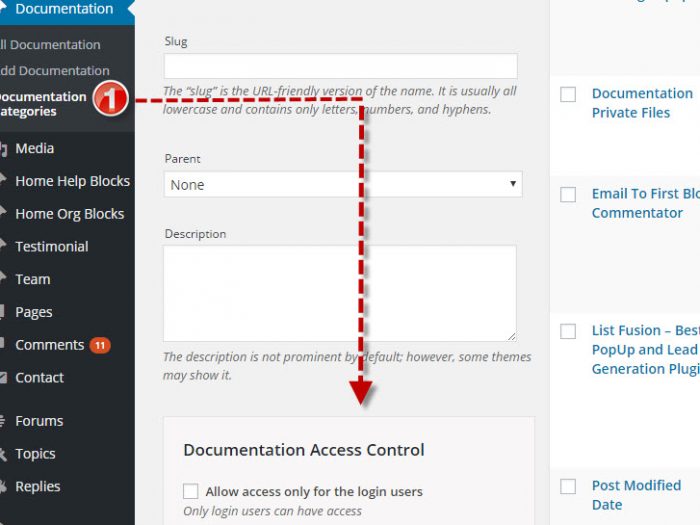 Documentation
ll Documentation
dd Documentation
ocumentation
ategories
1
Media
Home Help Blocks
Home Org Blocks
Testimonial
Team
Pages
Comments 11
Contact
Forums
Topics
Replies
Slug
The “slug” is the URL-friendly version of the name. It is usually all
lowercase and contains only letters, numbers, and hyphens.
Parent
None
Description
The description is not prominent by default; however, some themes
may show it.
Documentation Access Control
Allow access only for the login users
Only login users can have access
Documentation
Private Files
Email To First Blo
Commentator
List Fusion – Best
PopUp and Lead
Generation Plugi
Post Modified
Date